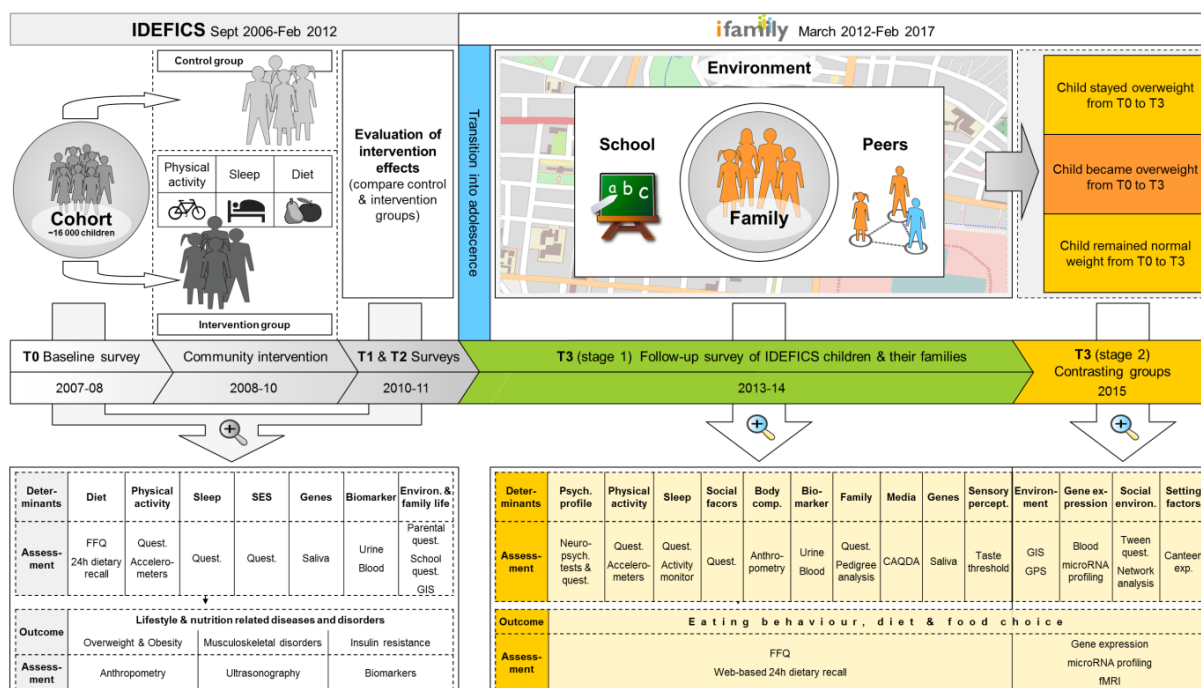 IDEFICS Sept 2006-Feb 2012
ifamily March 2012-Feb 2017
Control group
Cohort
~16 000 children
Physical
activity
Sleep
Diet
Intervention group
Evaluation of
intervention
effects
(compare control
& intervention
groups)
Transition into adolescence
Environment
School
a b c
Family
Peers
Child stayed overweight
from T0 to T3
Child became overweight
from T0 to T3
Child remained normal
weight from T0 to T3
T0 Baseline survey
Community intervention
T1 & T2 Surveys
T3 (stage 1) Follow-up survey of IDEFICS children & their families
T3 (stage 2)
Contrasting groups
2007-08
2008-10
2010-11
2013-14
2015
Deter-
minants
Diet
Physical
activity
Sleep
SES
Genes
Biomarker
Environ. &
family life
Assess-
ment
FFQ
24h dietary
recall
Quest.
Accelero-
meters
Quest.
Quest.
Saliva
Urine
Blood
Parental
quest.
School
quest.
GIS
Outcome
Lifestyle & nutrition related diseases and disorders
Overweight & Obesity
Musculoskeletal disorders
Insulin resistance
Assess-
ment
Anthropometry
Ultrasonography
Biomarkers
Deter-
minants
Psych.
profile
Physical
activity
Sleep
Social
facors
Body
comp.
Bio-
marker
Family
Media
Genes
Sensory
percept.
Environ-
ment
Gene ex-
pression
Social
environ.
Setting
factors
Assess-
ment
Neuro-
psych.
tests &
quest.
Quest.
Accelero-
meters
Quest.
Activity
monitor
Quest.
Anthro-
pometry
Urine
Blood
Quest.
Pedigree
analysis
CAQDA
Saliva
Taste
threshold
GIS
GPS
Blood
microRNA
profiling
Tween
quest.
Network
analysis
Canteen
exp.
Outcome
Eating behaviour, diet & food choice
Assess-
ment
FFQ
Web-based 24h dietary recall
Gene expression
microRNA profiling
fMRI